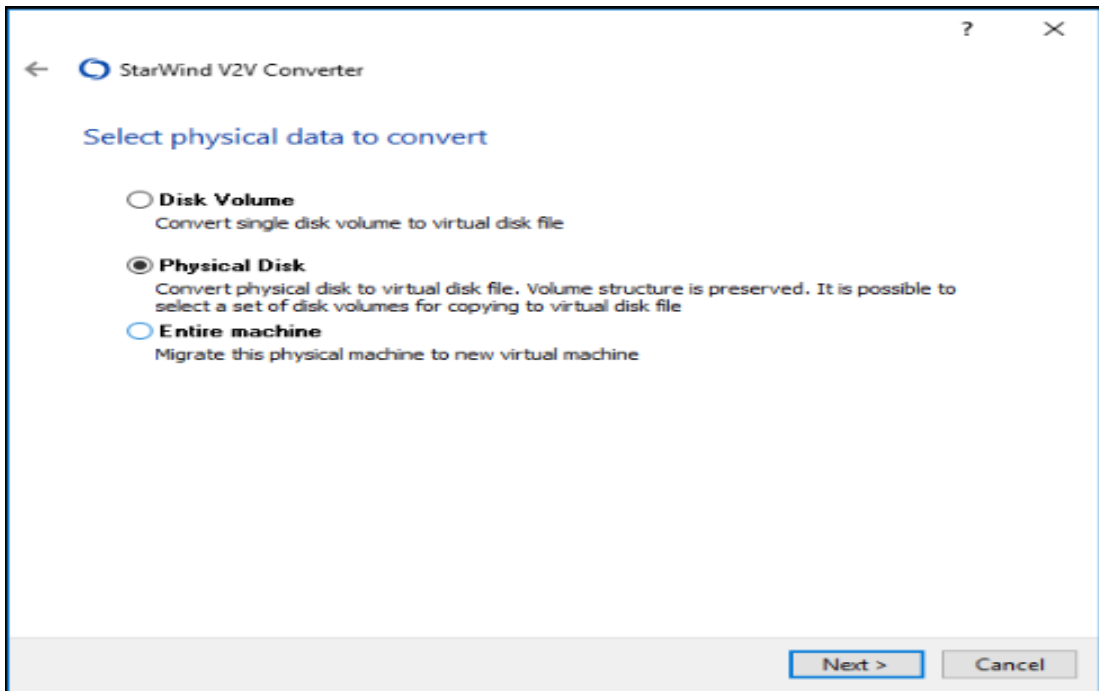 ?
StarWind V2V Converter
Select physical data to convert
Disk Volume
Convert single disk volume to virtual disk file
Physical Disk
Convert physical disk to virtual disk file. Volume structure is preserved. It is possible to
select a set of disk volumes for copying to virtual disk file
Entire machine
Migrate this physical machine to new virtual machine
Next > Cancel